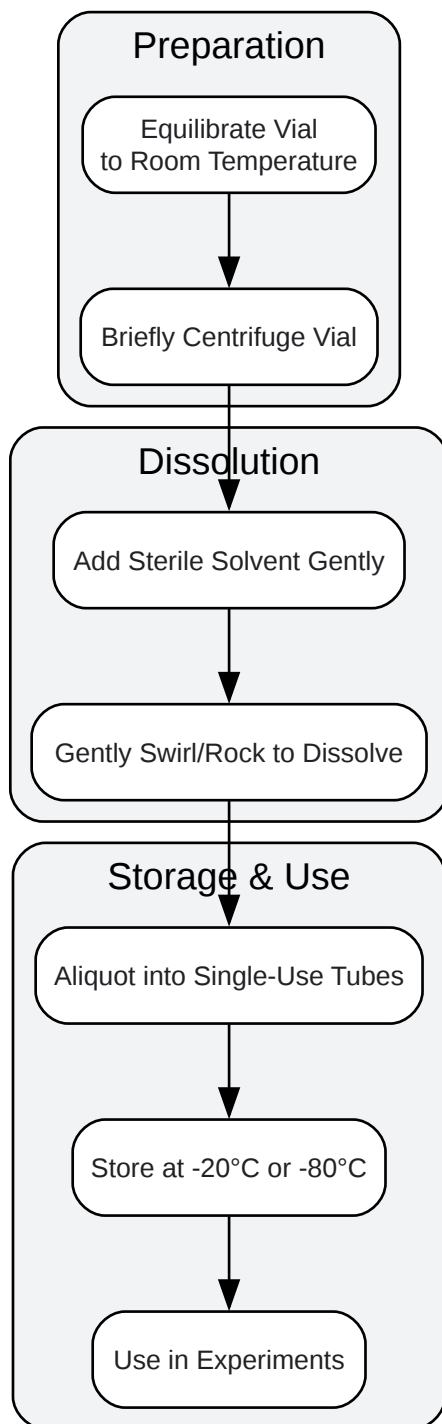 Preparation
Equilibrate Vial
to Room Temperature
Briefly Centrifuge Vial
Dissolution
Add Sterile Solvent Gently
Gently Swirl/Rock to Dissolve
Storage & Use
Aliquot into Single-Use Tubes
Store at -20°C or -80°C
Use in Experiments